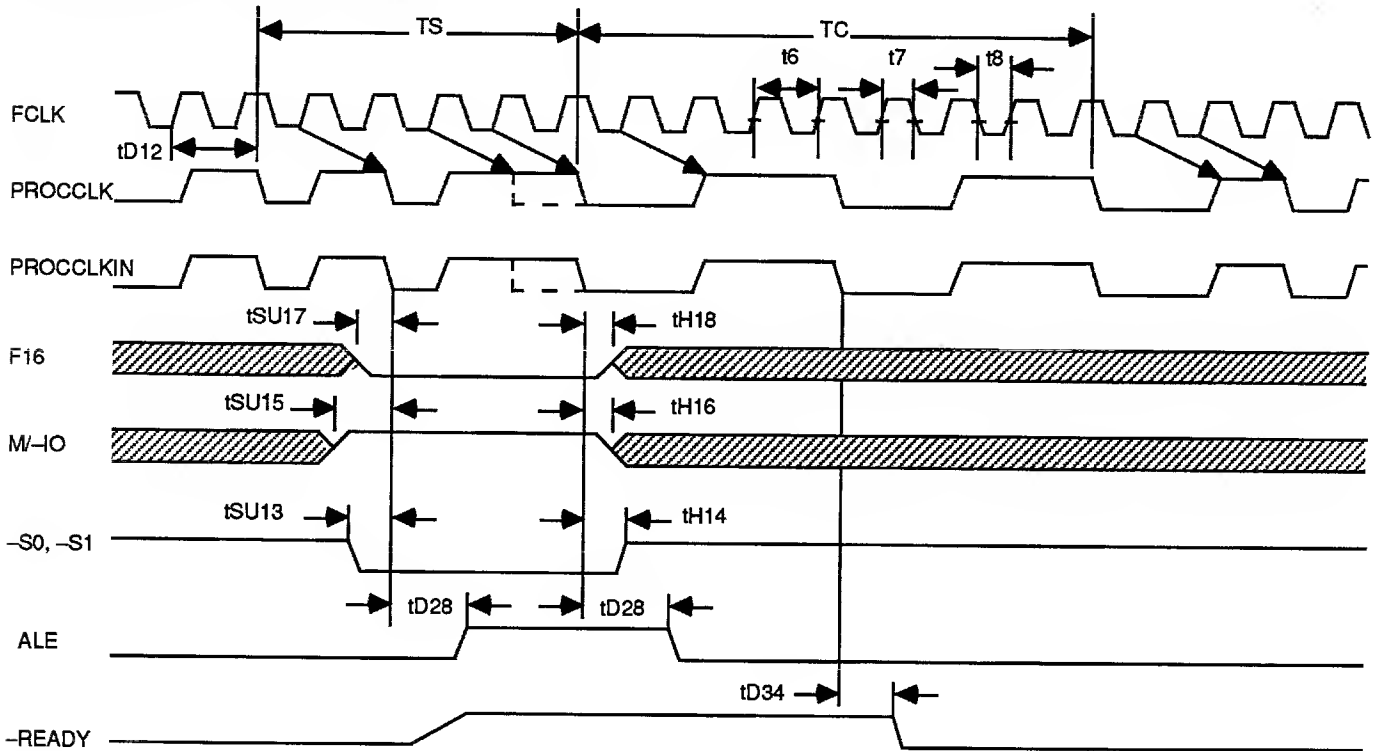 TS
TC
t6
t7
t8
FCLK
tD12
PROCCLK
PROCCLKIN
tSU17
tH18
F16
tSU15
tH16
M/–IO
tSU13
tH14
–S0, –S1
tD28
tD28
ALE
tD34
–READY